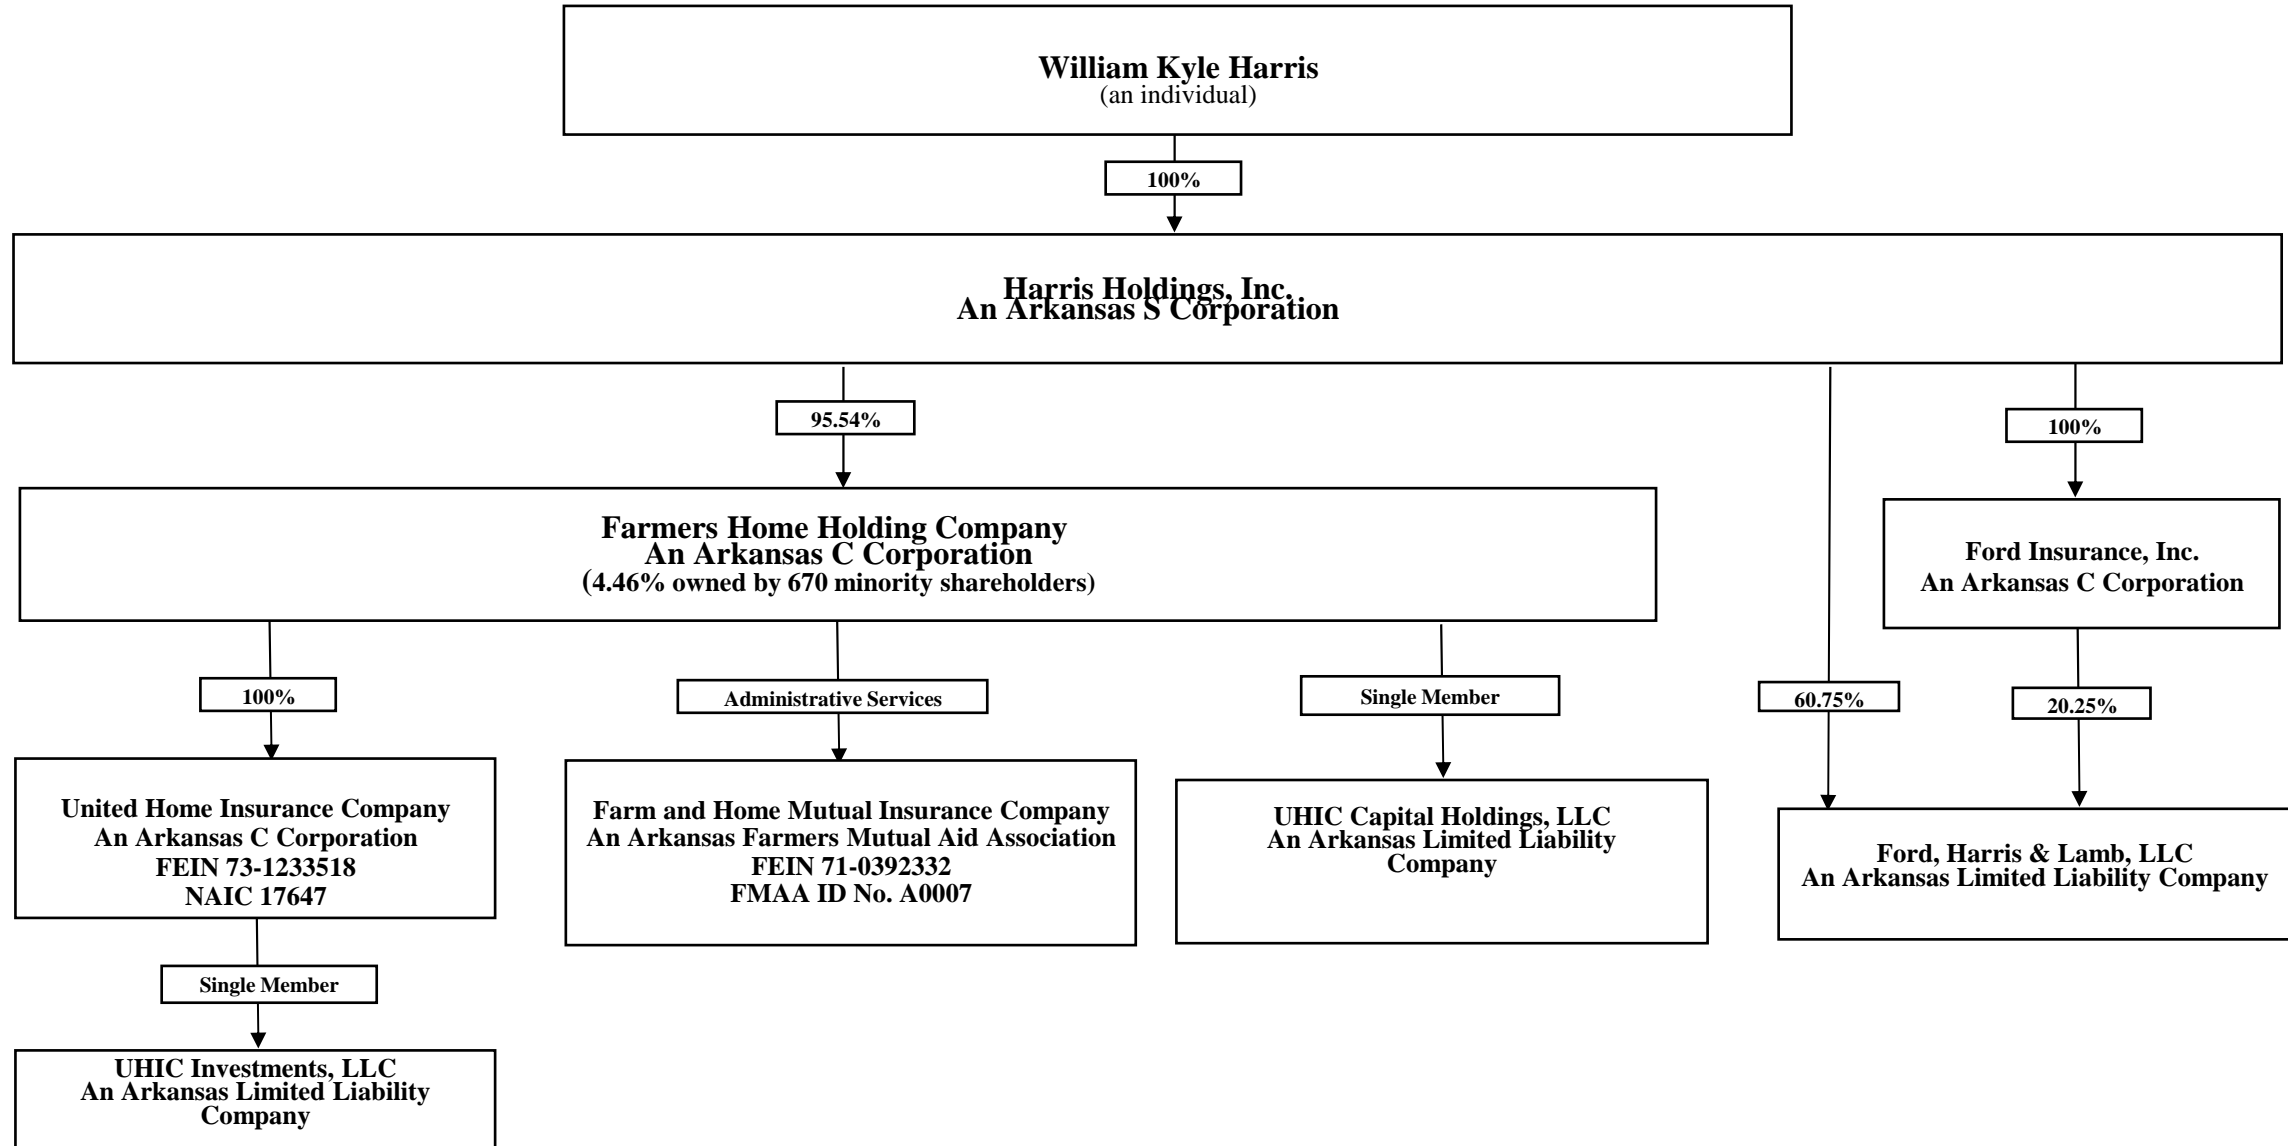 William Kyle Harris
(an individual)
100%
Harris Holdings, Inc.
An Arkansas S Corporation
95.54%
100%
Farmers Home Holding Company
An Arkansas C Corporation
(4.46% owned by 670 minority shareholders)
Ford Insurance, Inc.
An Arkansas C Corporation
100%
Administrative Services
Single Member
60.75%
20.25%
United Home Insurance Company
An Arkansas C Corporation
FEIN 73-1233518
NAIC 17647
Farm and Home Mutual Insurance Company
An Arkansas Farmers Mutual Aid Association
FEIN 71-0392332
FMAA ID No. A0007
UHIC Capital Holdings, LLC
An Arkansas Limited Liability
Company
Ford, Harris & Lamb, LLC
An Arkansas Limited Liability Company
Single Member
UHIC Investments, LLC
An Arkansas Limited Liability
Company